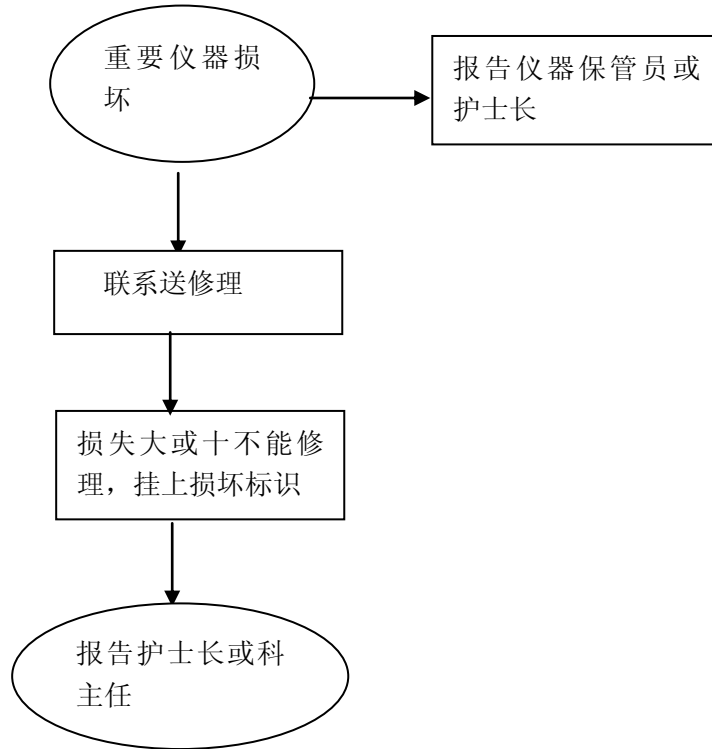 重要仪器损
坏
报告仪器保管员或
护士长
联系送修理
损失大或十不能修
理，挂上损坏标识
报告护士长或科
主任